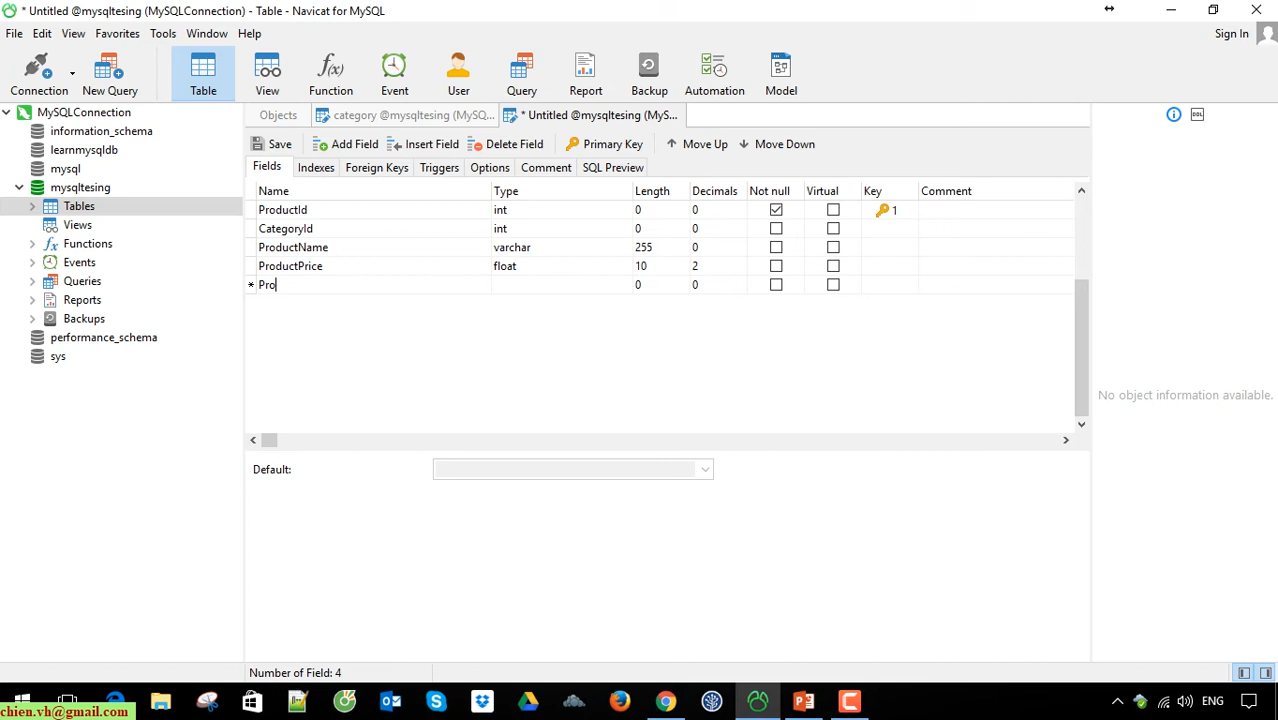 * Untitled @mysqltesing (MySQLConnection) - Table - Navicat for MySQL
File Edit View Favorites Tools Window Help Sign In
Connection New Query Table View Function Event User Query Report Backup Automation Model
f(x)
MySQLConnection
information_schema
learnmysqldb
mysql
mysqltesing
Tables
Views
Functions
Events
Queries
Reports
Backups
performance_schema
sys
Objects category @mysqltesing (MySQ... * Untitled @mysqltesing (MyS...
DDL
Save Add Field Insert Field Delete Field Primary Key Move Up Move Down
Fields Indexes Foreign Keys Triggers Options Comment SQL Preview
Name Type Length Decimals Not null Virtual Key Comment
ProductId int 0 0 1
CategoryId int 0 0
ProductName varchar 255 0
ProductPrice float 10 2
* Pro 0 0
No object information available.
Default:
Number of Field: 4
ENG
chien.vh@gmail.com